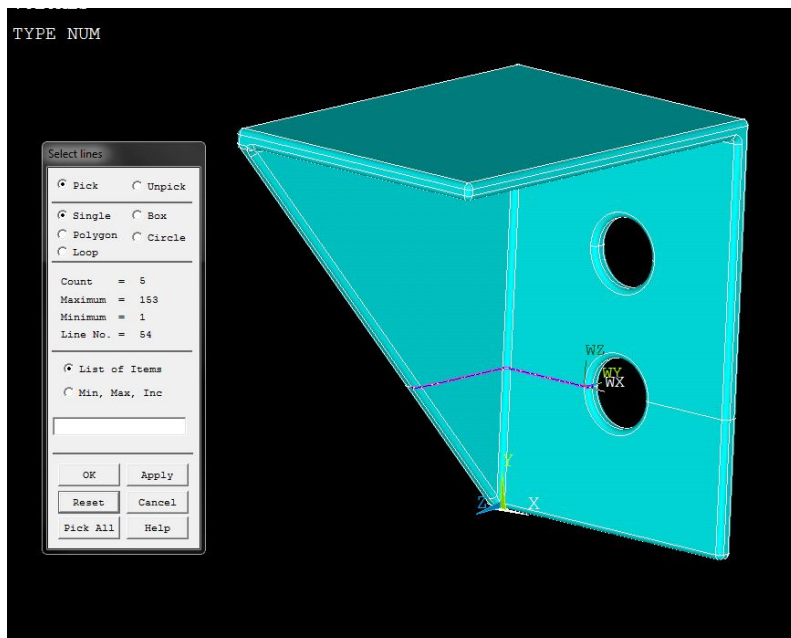 TYPE NUM
Select lines
Pick Unpick
Single Box
Polygon Circle
Loop
Count = 5
Maximum = 153
Minimum = 1
Line No. = 54
List of Items
Min, Max, Inc
OK Apply
Reset Cancel
Pick All Help
WZ
WY
WX
Y
Z X